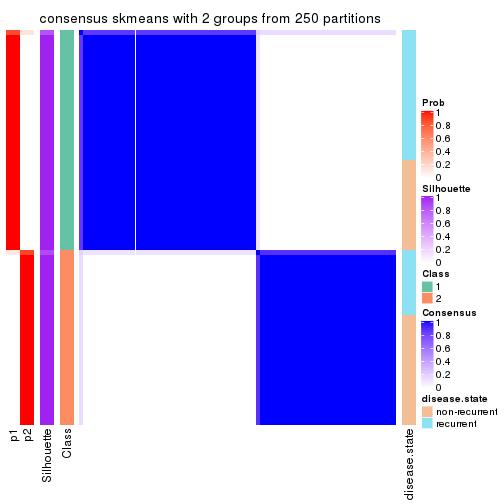 consensus skmeans with 2 groups from 250 partitions
Prob
1
0.8
0.6
0.4
0.2
0
Silhouette
1
0.8
0.6
0.4
0.2
0
Class
1
2
Consensus
1
0.8
0.6
0.4
0.2
0
disease.state
non-recurrent
recurrent
p1
p2
Silhouette
Class
disease.state